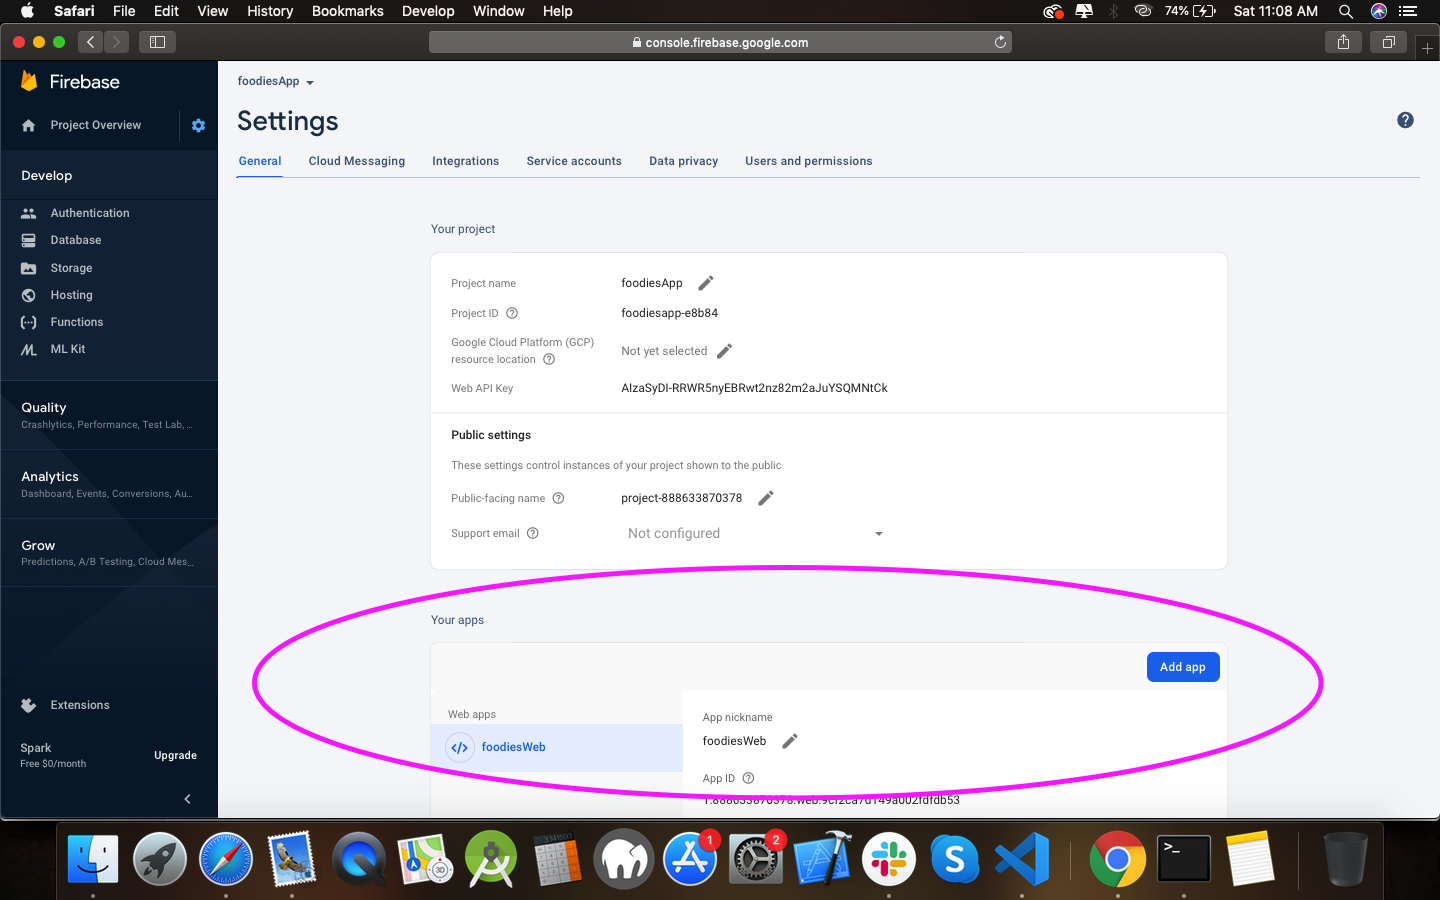 Safari File Edit View History Bookmarks Develop Window Help 74% Sat 11:08 AM
console.firebase.google.com
Firebase
Project Overview
Develop
Authentication
Database
Storage
Hosting
Functions
ML Kit
Quality
Crashlytics, Performance, Test Lab, ...
Analytics
Dashboard, Events, Conversions, Au...
Grow
Predictions, A/B Testing, Cloud Mes...
Extensions
Spark
Free $0/month
Upgrade
foodiesApp
Settings
General Cloud Messaging Integrations Service accounts Data privacy Users and permissions
Your project
Project name foodiesApp
Project ID foodiesapp-e8b84
Google Cloud Platform (GCP)
resource location Not yet selected
Web API Key AIzaSyDI-RRWR5nyEBRwt2nz82m2aJuYSQMNtCk
Public settings
These settings control instances of your project shown to the public
Public-facing name project-888633870378
Support email Not configured
Your apps
Add app
Web apps
foodiesWeb
App nickname
foodiesWeb
App ID
1
2